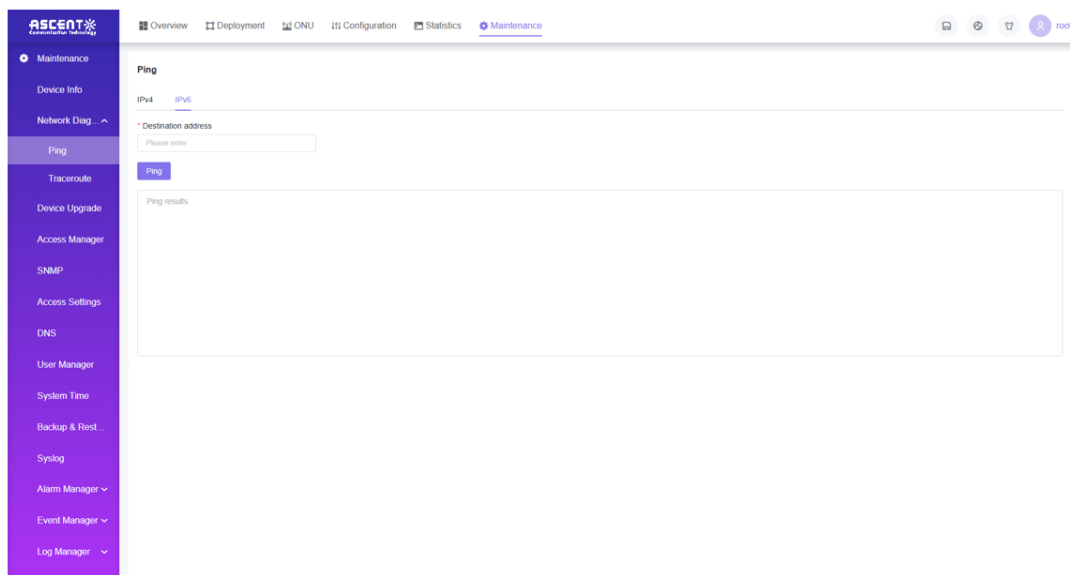 ASCENT
Communication Technology
Overview
Deployment
ONU
Configuration
Statistics
Maintenance
root
Maintenance
Device Info
Network Diag...
Ping
Traceroute
Device Upgrade
Access Manager
SNMP
Access Settings
DNS
User Manager
System Time
Backup & Rest...
Syslog
Alarm Manager
Event Manager
Log Manager
Ping
IPv4
IPv6
* Destination address
Please enter
Ping
Ping results